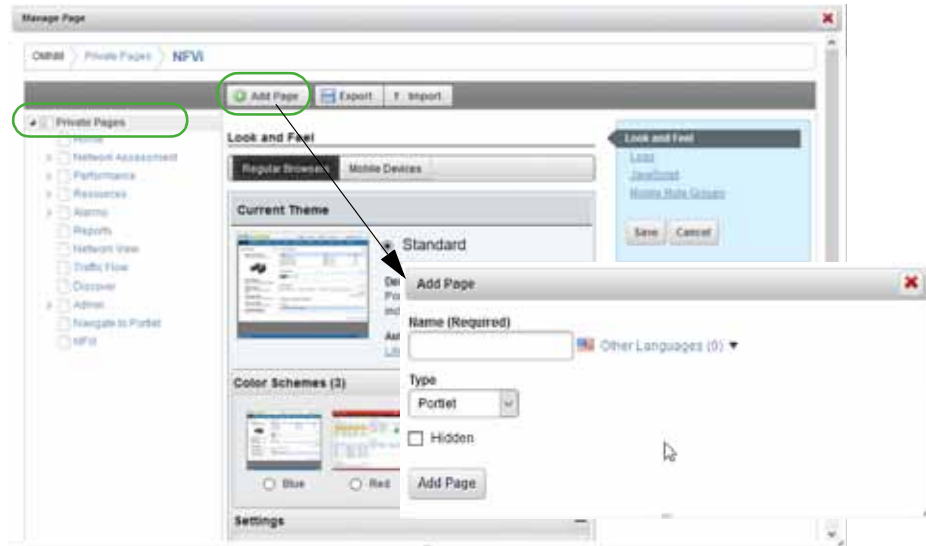 Manage Page
OMNM Private Pages NFVi
Add Page Export Import
Private Pages
Home
Network Assessment
Performance
Resources
Alarms
Reports
Network View
Traffic Flow
Discover
Admin
Navigate to Portlet
NFVi
Look and Feel
Regular Browsers Mobile Devices
Current Theme
Standard
Color Schemes (3)
Blue Red
Settings
Look and Feel
Logo
JavaScript
Mobile Rule Groups
Save Cancel
Add Page
Name (Required)
Other Languages (0)
Type
Portlet
Hidden
Add Page